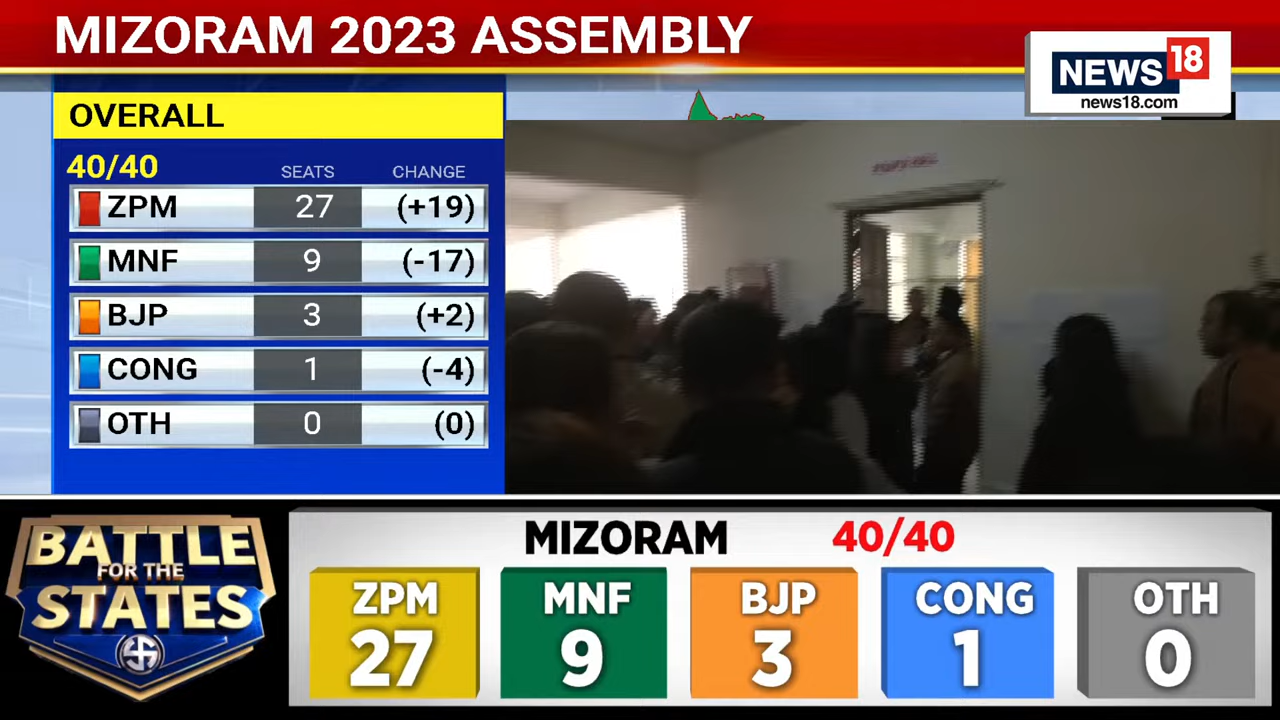 MIZORAM 2023 ASSEMBLY
NEWS 18
news18.com
OVERALL
40/40 SEATS CHANGE
ZPM 27 (+19)
MNF 9 (-17)
BJP 3 (+2)
CONG 1 (-4)
OTH 0 (0)
BATTLE
FOR THE
STATES
MIZORAM 40/40
ZPM MNF BJP CONG OTH
27 9 3 1 0